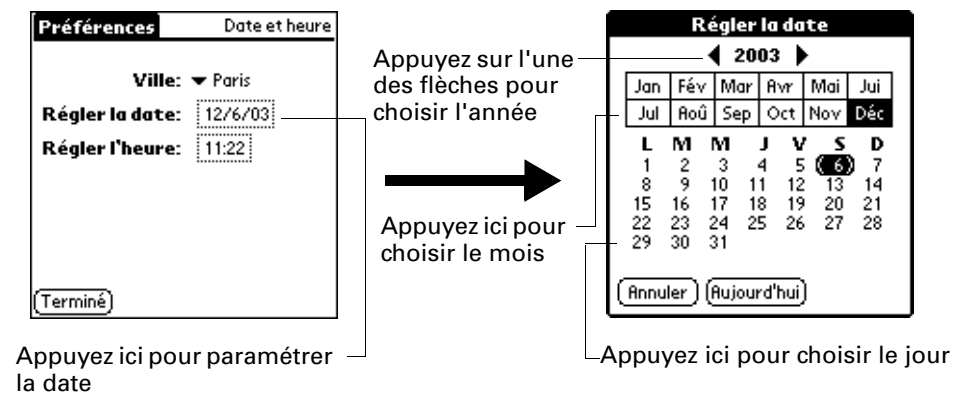 Préférences Date et heure
Ville: Paris
Régler la date: 12/6/03
Régler l'heure: 11:22
Terminé
Appuyez ici pour paramétrer
la date
Appuyez sur l'une
des flèches pour
choisir l'année
Appuyez ici pour
choisir le mois
Régler la date
2003
Jan Fév Mar Avr Mai Jui
Jul Aoû Sep Oct Nov Déc
L M M J V S D
1 2 3 4 5 6 7
8 9 10 11 12 13 14
15 16 17 18 19 20 21
22 23 24 25 26 27 28
29 30 31
Annuler Aujourd'hui
Appuyez ici pour choisir le jour